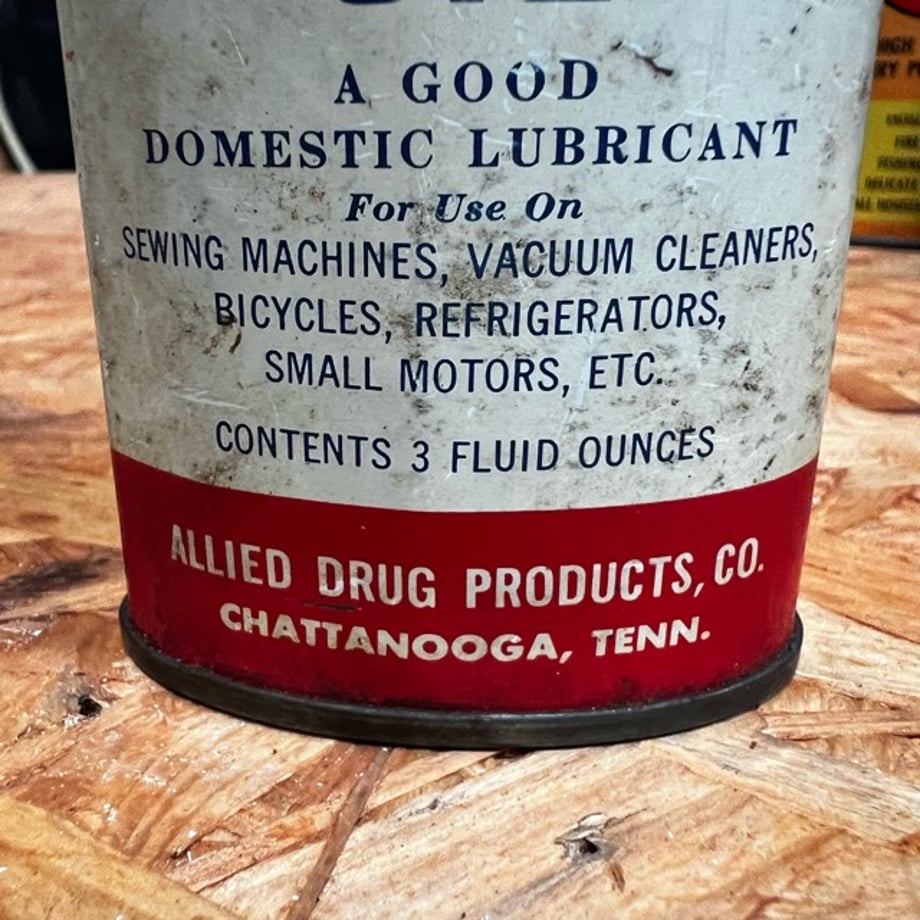 A GOOD
DOMESTIC LUBRICANT
For Use On
SEWING MACHINES, VACUUM CLEANERS,
BICYCLES, REFRIGERATORS,
SMALL MOTORS, ETC.
CONTENTS 3 FLUID OUNCES
ALLIED DRUG PRODUCTS, CO.
CHATTANOOGA, TENN.